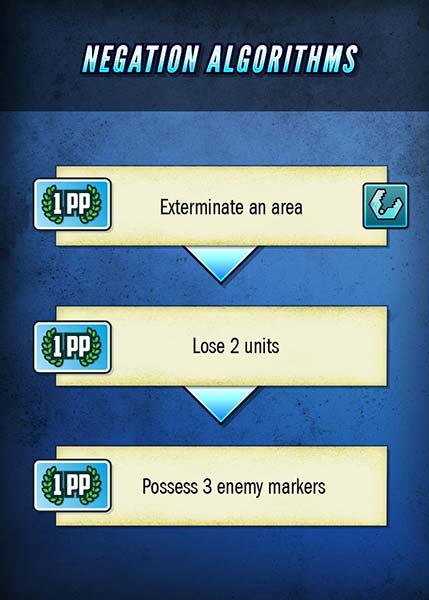 NEGATION ALGORITHMS
1 PP
Exterminate an area
1 PP
Lose 2 units
1 PP
Possess 3 enemy markers